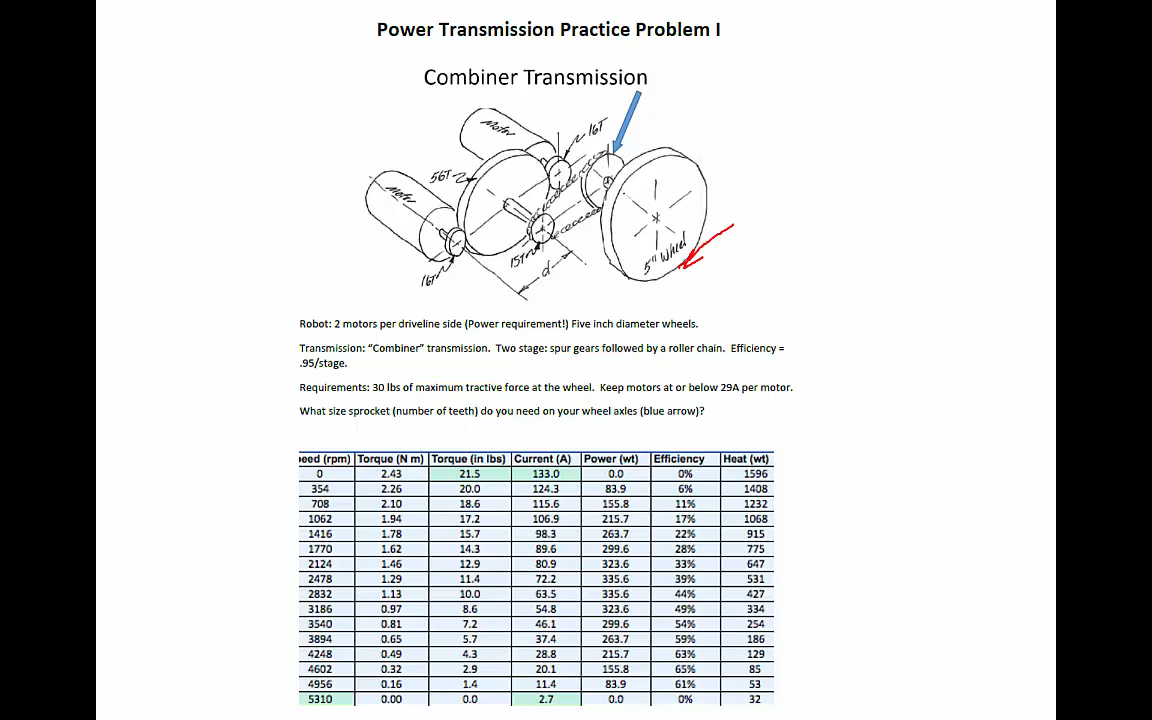 Power Transmission Practice Problem I
Combiner Transmission
Motor
16T
56T
Motor
15T
16T
d
5" Wheel
Robot: 2 motors per driveline side (Power requirement!) Five inch diameter wheels.
Transmission: “Combiner” transmission.  Two stage: spur gears followed by a roller chain.  Efficiency =
.95/stage.
Requirements: 30 lbs of maximum tractive force at the wheel.  Keep motors at or below 29A per motor.
What size sprocket (number of teeth) do you need on your wheel axles (blue arrow)?
eed (rpm) Torque (N m) Torque (in lbs) Current (A) Power (wt) Efficiency Heat (wt)
0 2.43 21.5 133.0 0.0 0% 1596
354 2.26 20.0 124.3 83.9 6% 1408
708 2.10 18.6 115.6 155.8 11% 1232
1062 1.94 17.2 106.9 215.7 17% 1068
1416 1.78 15.7 98.3 263.7 22% 915
1770 1.62 14.3 89.6 299.6 28% 775
2124 1.46 12.9 80.9 323.6 33% 647
2478 1.29 11.4 72.2 335.6 39% 531
2832 1.13 10.0 63.5 335.6 44% 427
3186 0.97 8.6 54.8 323.6 49% 334
3540 0.81 7.2 46.1 299.6 54% 254
3894 0.65 5.7 37.4 263.7 59% 186
4248 0.49 4.3 28.8 215.7 63% 129
4602 0.32 2.9 20.1 155.8 65% 85
4956 0.16 1.4 11.4 83.9 61% 53
5310 0.00 0.0 2.7 0.0 0% 32